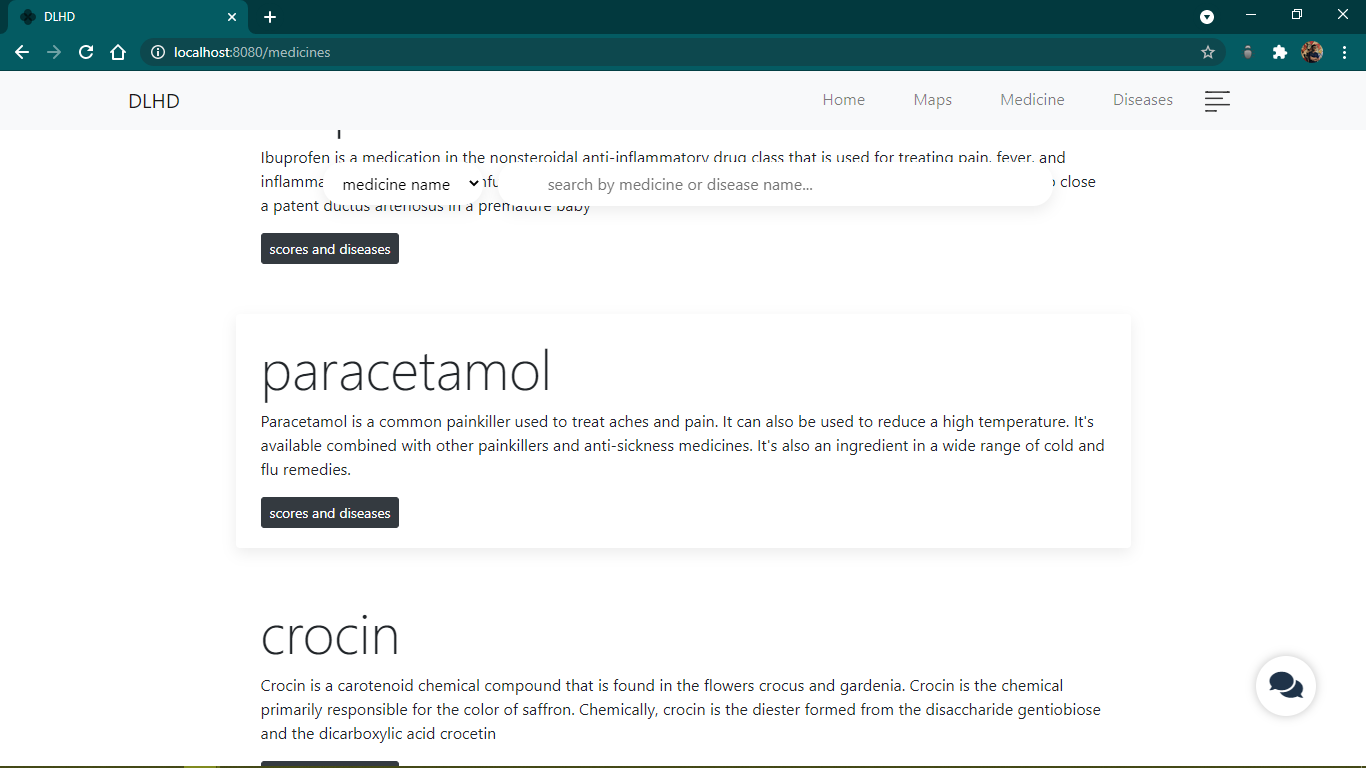 DLHD
localhost:8080/medicines
DLHD Home Maps Medicine Diseases
Ibuprofen is a medication in the nonsteroidal anti-inflammatory drug class that is used for treating pain, fever, and
inflamma
medicine name
search by medicine or disease name...
close
a patent ductus arteriosus in a premature baby
scores and diseases
paracetamol
Paracetamol is a common painkiller used to treat aches and pain. It can also be used to reduce a high temperature. It's
available combined with other painkillers and anti-sickness medicines. It's also an ingredient in a wide range of cold and
flu remedies.
scores and diseases
crocin
Crocin is a carotenoid chemical compound that is found in the flowers crocus and gardenia. Crocin is the chemical
primarily responsible for the color of saffron. Chemically, crocin is the diester formed from the disaccharide gentiobiose
and the dicarboxylic acid crocetin